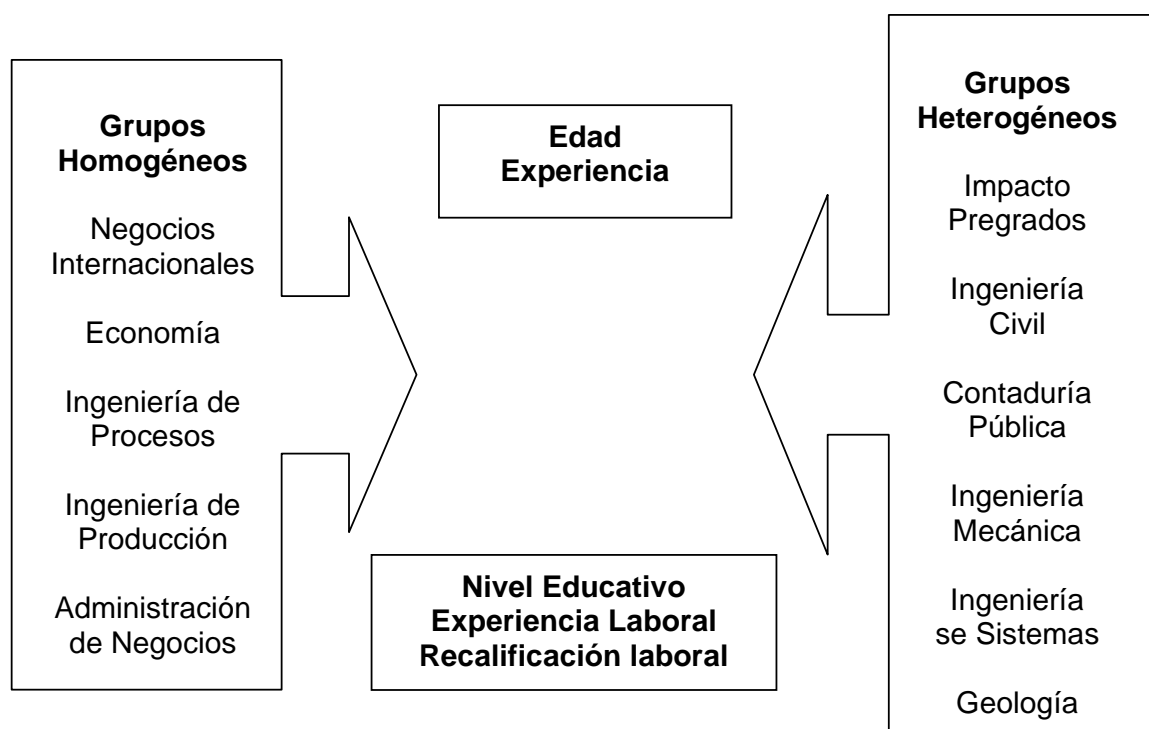 Grupos
Homogéneos
Negocios
Internacionales
Economía
Ingeniería de
Procesos
Ingeniería de
Producción
Administración
de Negocios
Edad
Experiencia
Nivel Educativo
Experiencia Laboral
Recalificación laboral
Grupos
Heterogéneos
Impacto
Pregrados
Ingeniería
Civil
Contaduría
Pública
Ingeniería
Mecánica
Ingeniería
se Sistemas
Geología